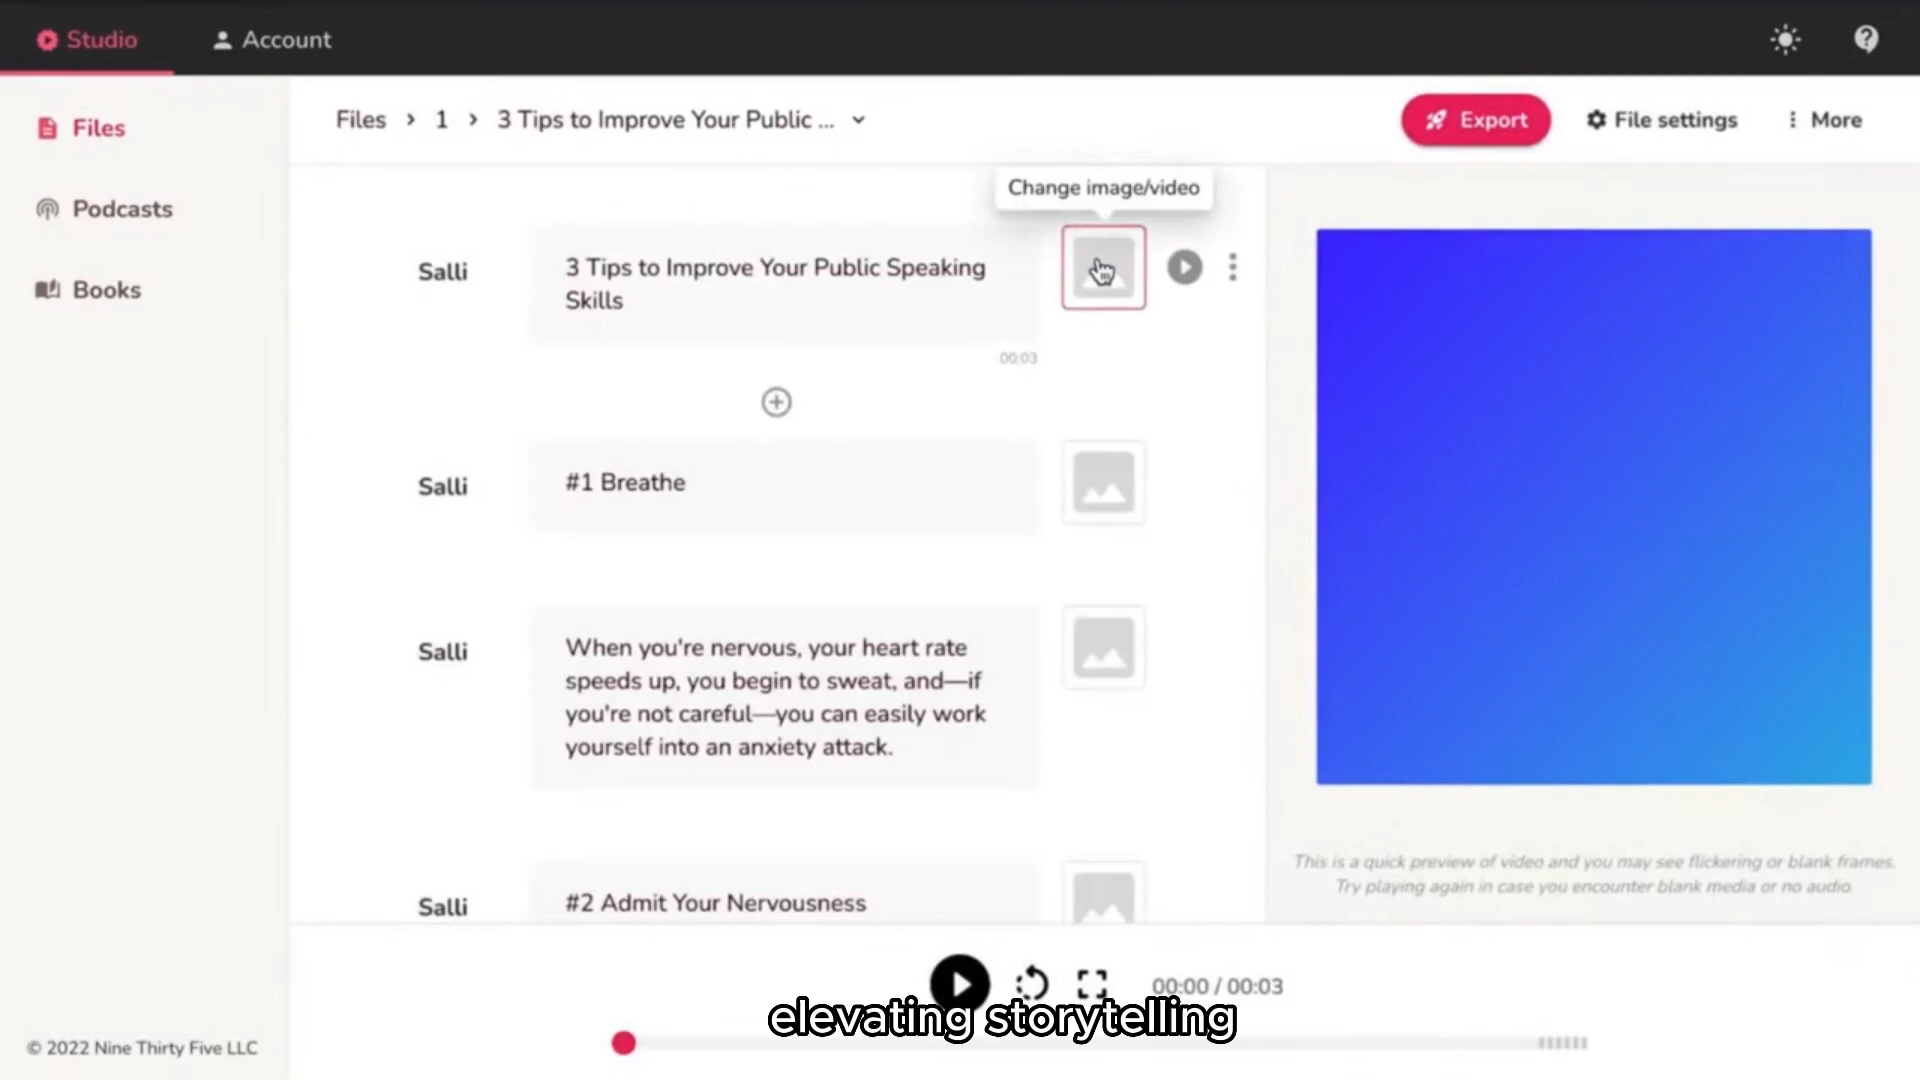 Studio
Account
Files
Podcasts
Books
Files > 1 > 3 Tips to Improve Your Public ...
Export
File settings
More
Change image/video
Salli
3 Tips to Improve Your Public Speaking
Skills
00:03
Salli
#1 Breathe
Salli
When you're nervous, your heart rate
speeds up, you begin to sweat, and—if
you're not careful—you can easily work
yourself into an anxiety attack.
Salli
#2 Admit Your Nervousness
This is a quick preview of video and you may see flickering or blank frames.
Try playing again in case you encounter blank media or no audio.
00:00 / 00:03
elevating storytelling
© 2022 Nine Thirty Five LLC